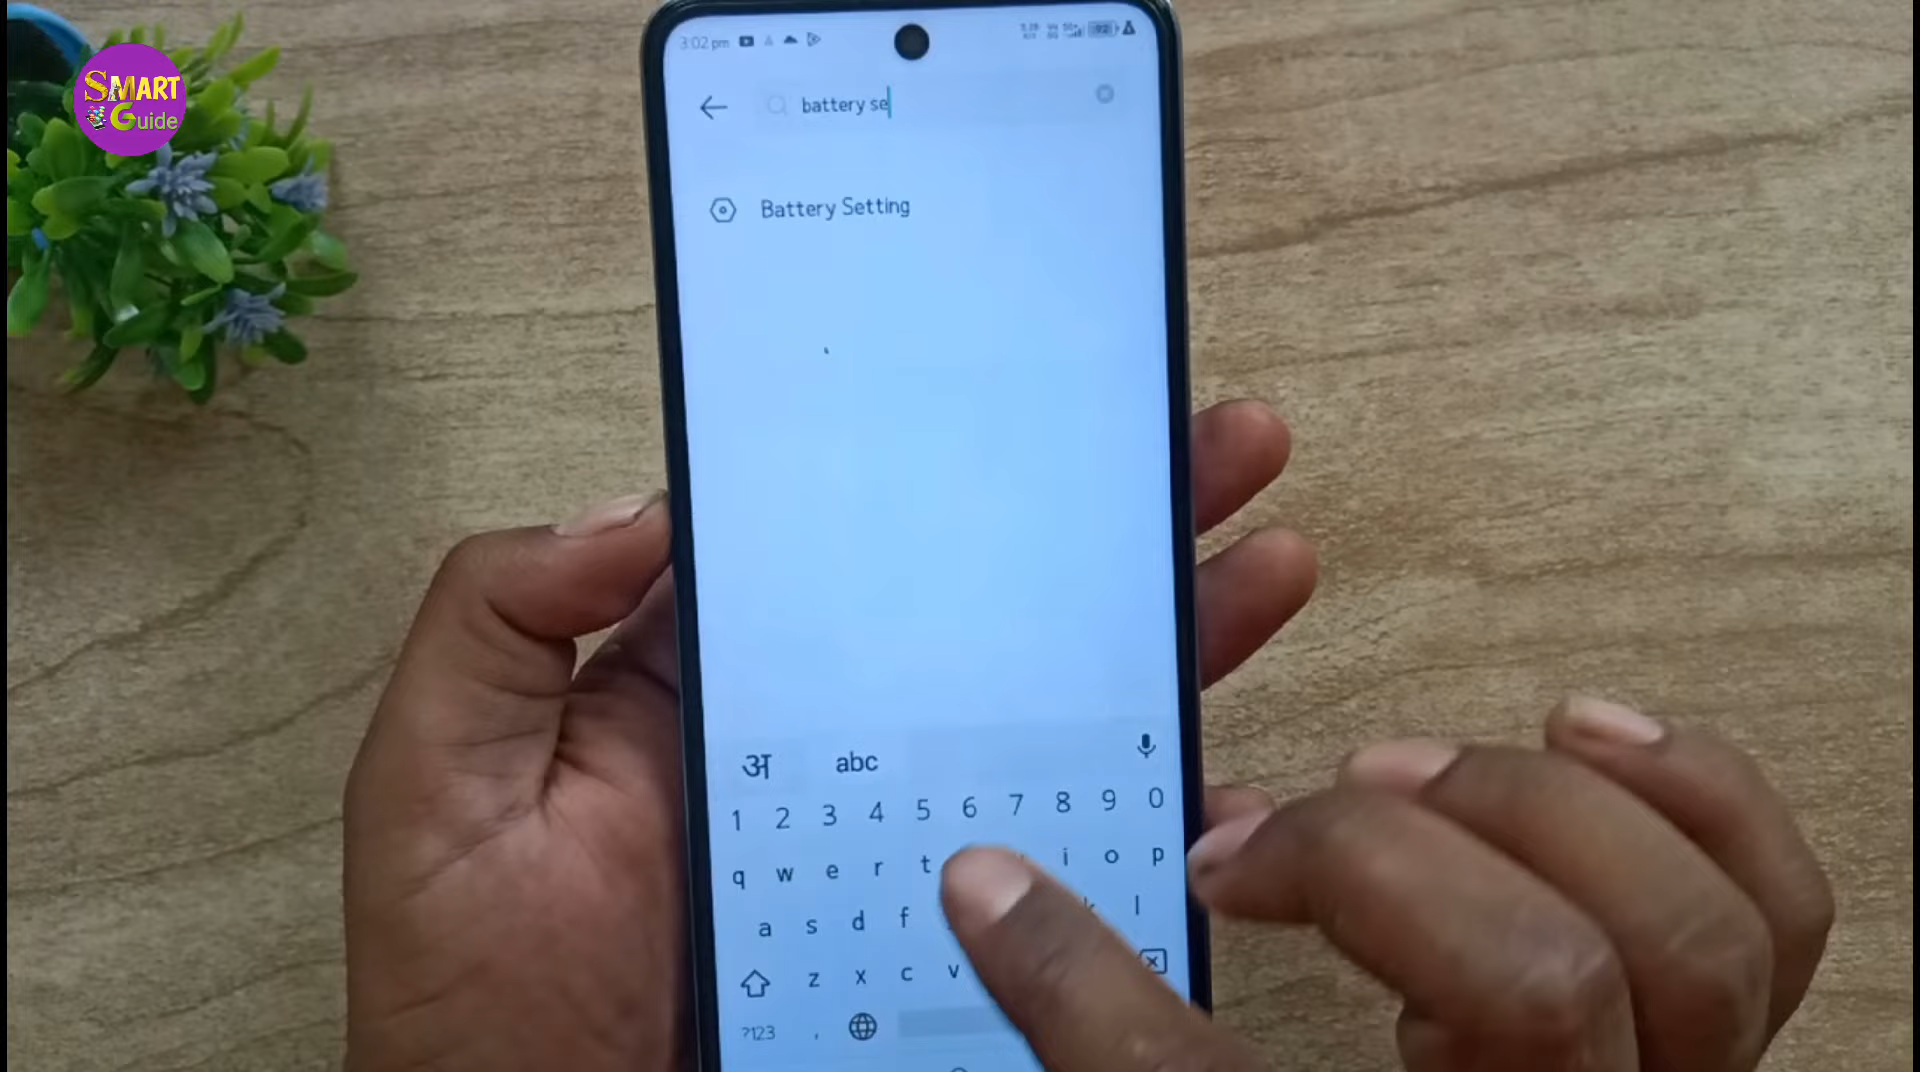 SMART
Guide
3:02 pm
92
battery se
Battery Setting
अ abc
1 2 3 4 5 6 7 8 9 0
q w e r t i o p
a s d f k l
z x c v
?123 ,